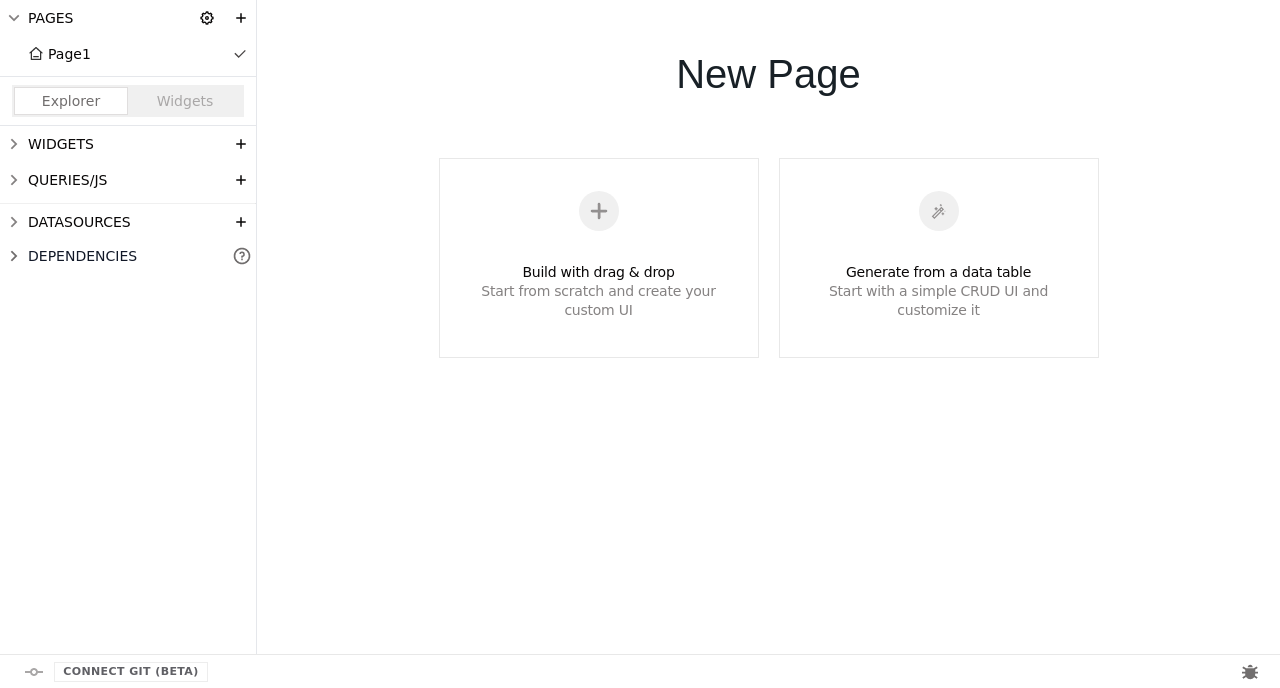 PAGES
Page1
Explorer
Widgets
WIDGETS
QUERIES/JS
DATASOURCES
DEPENDENCIES
New Page
Build with drag & drop
Start from scratch and create your
custom UI
Generate from a data table
Start with a simple CRUD UI and
customize it
CONNECT GIT (BETA)